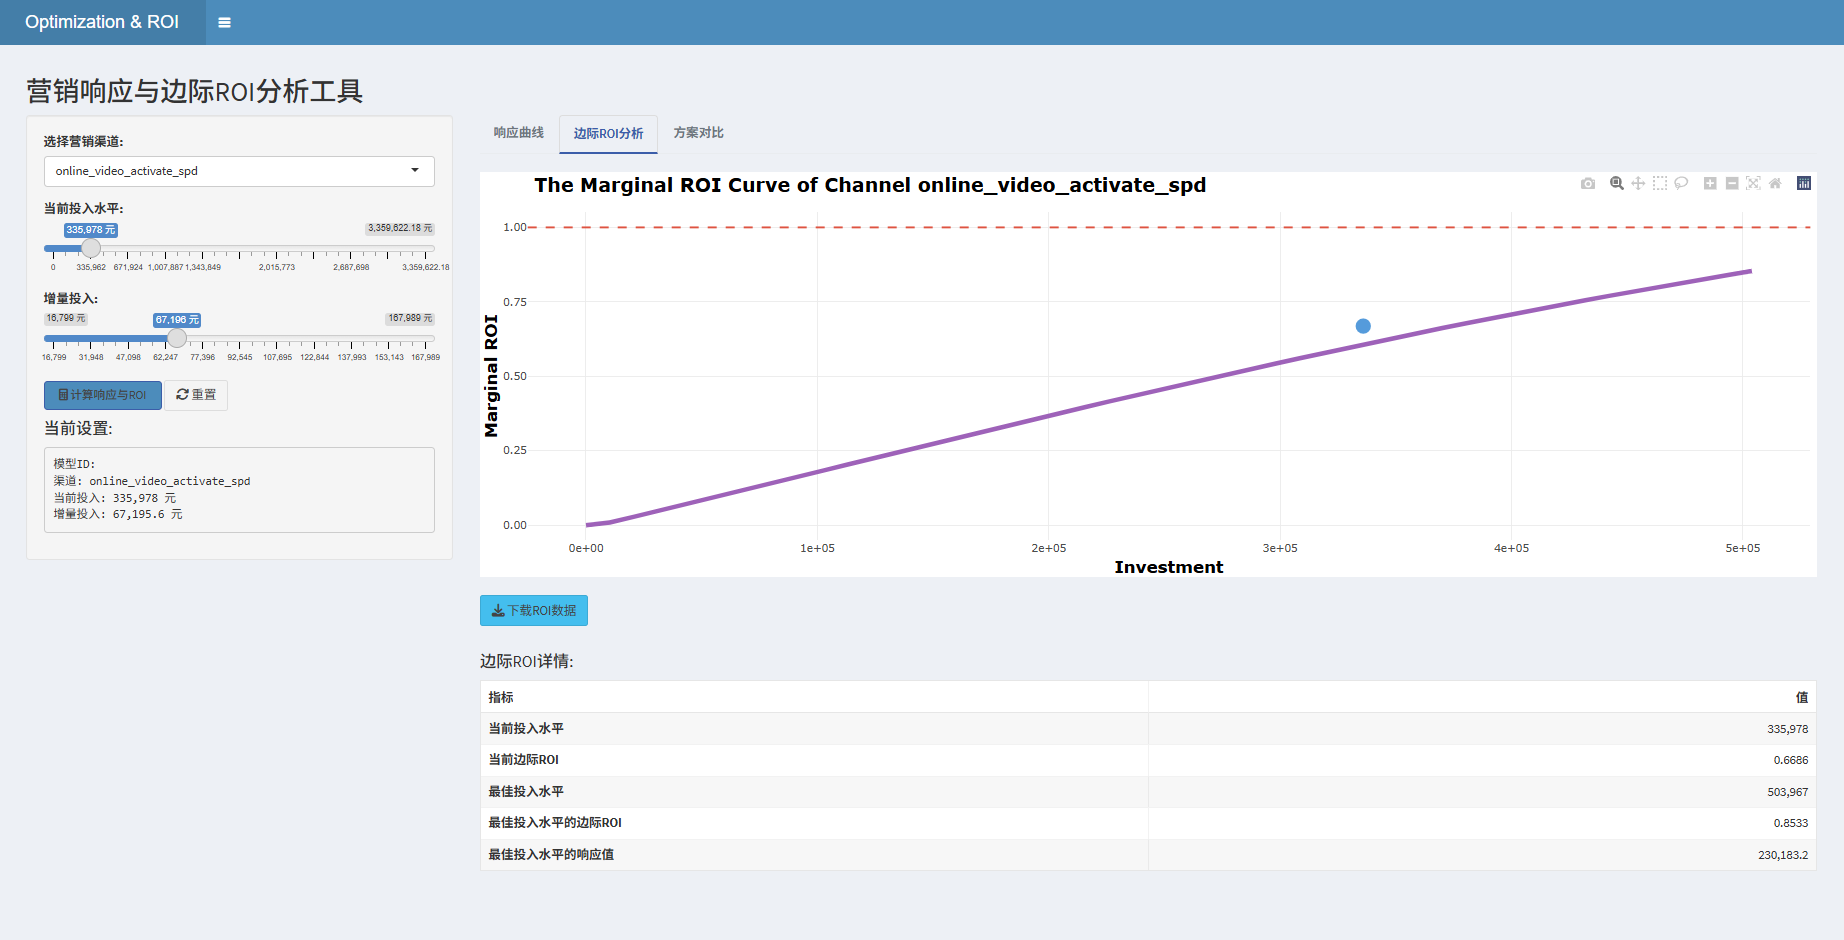 Optimization & ROI
营销响应与边际ROI分析工具
选择营销渠道:
online_video_activate_spd
当前投入水平:
335,978 元
3,359,622.18 元
0 335,962 671,924 1,007,887 1,343,849 2,015,773 2,687,698 3,359,622.18
增量投入:
16,799 元
67,196 元
167,989 元
16,799 31,948 47,098 62,247 77,396 92,545 107,695 122,844 137,993 153,143 167,989
计算响应与ROI
重置
当前设置:
模型ID:
渠道: online_video_activate_spd
当前投入: 335,978 元
增量投入: 67,195.6 元
响应曲线 边际ROI分析 方案对比
The Marginal ROI Curve of Channel online_video_activate_spd
Marginal ROI
1.00
0.75
0.50
0.25
0.00
0e+00 1e+05 2e+05 3e+05 4e+05 5e+05
Investment
下载ROI数据
边际ROI详情:
指标 值
当前投入水平 335,978
当前边际ROI 0.6686
最佳投入水平 503,967
最佳投入水平的边际ROI 0.8533
最佳投入水平的响应值 230,183.2